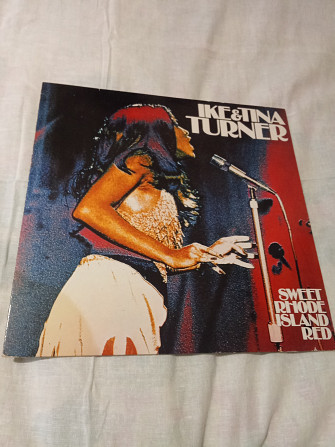 IKE & TINA
TURNER
SWEET
RHODE
ISLAND
RED